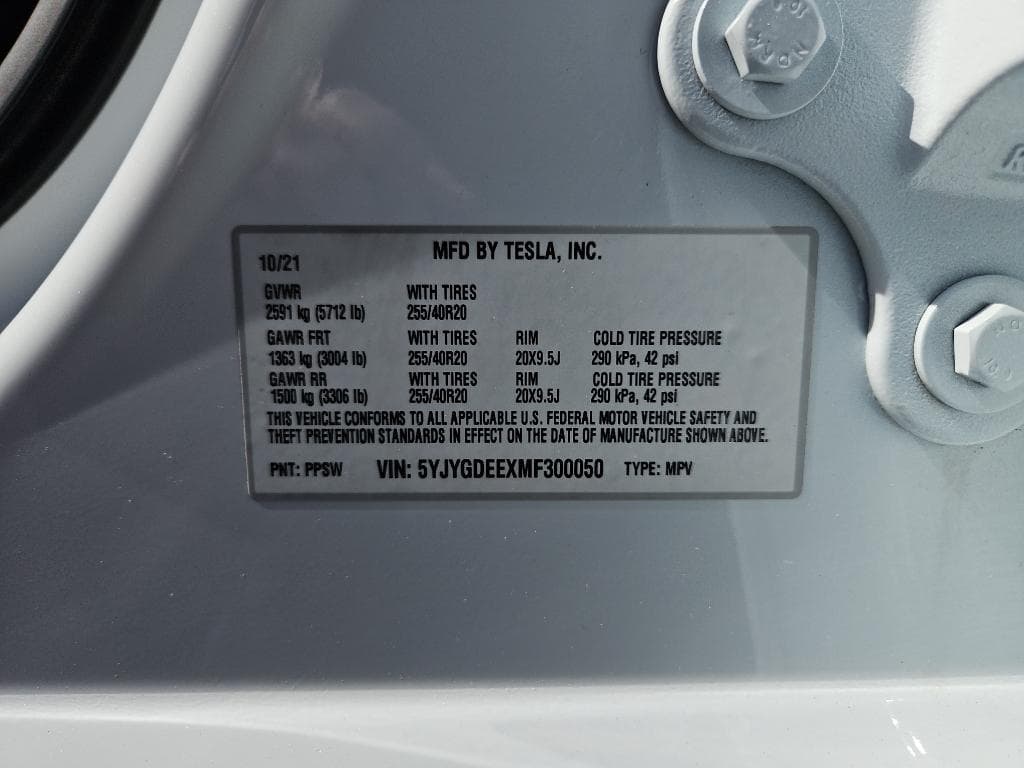 MFD BY TESLA, INC.
10/21
GVWR WITH TIRES
2591 kg (5712 lb) 255/40R20
GAWR FRT WITH TIRES RIM COLD TIRE PRESSURE
1363 kg (3004 lb) 255/40R20 20X9.5J 290 kPa, 42 psi
GAWR RR WITH TIRES RIM COLD TIRE PRESSURE
1500 kg (3306 lb) 255/40R20 20X9.5J 290 kPa, 42 psi
THIS VEHICLE CONFORMS TO ALL APPLICABLE U.S. FEDERAL MOTOR VEHICLE SAFETY AND
THEFT PREVENTION STANDARDS IN EFFECT ON THE DATE OF MANUFACTURE SHOWN ABOVE.
PNT: PPSW VIN: 5YJYGDEEXMF300050 TYPE: MPV